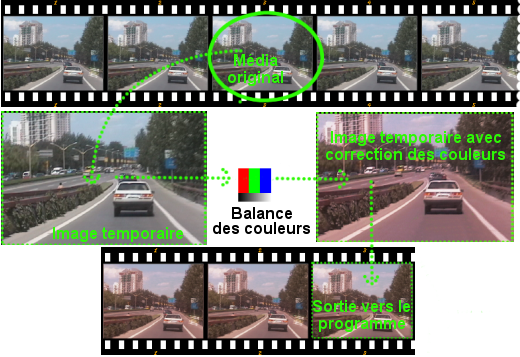 Média
original
Image temporaire avec
correction des couleurs
Image temporaire
Balance
des couleurs
Sortie vers le
programme